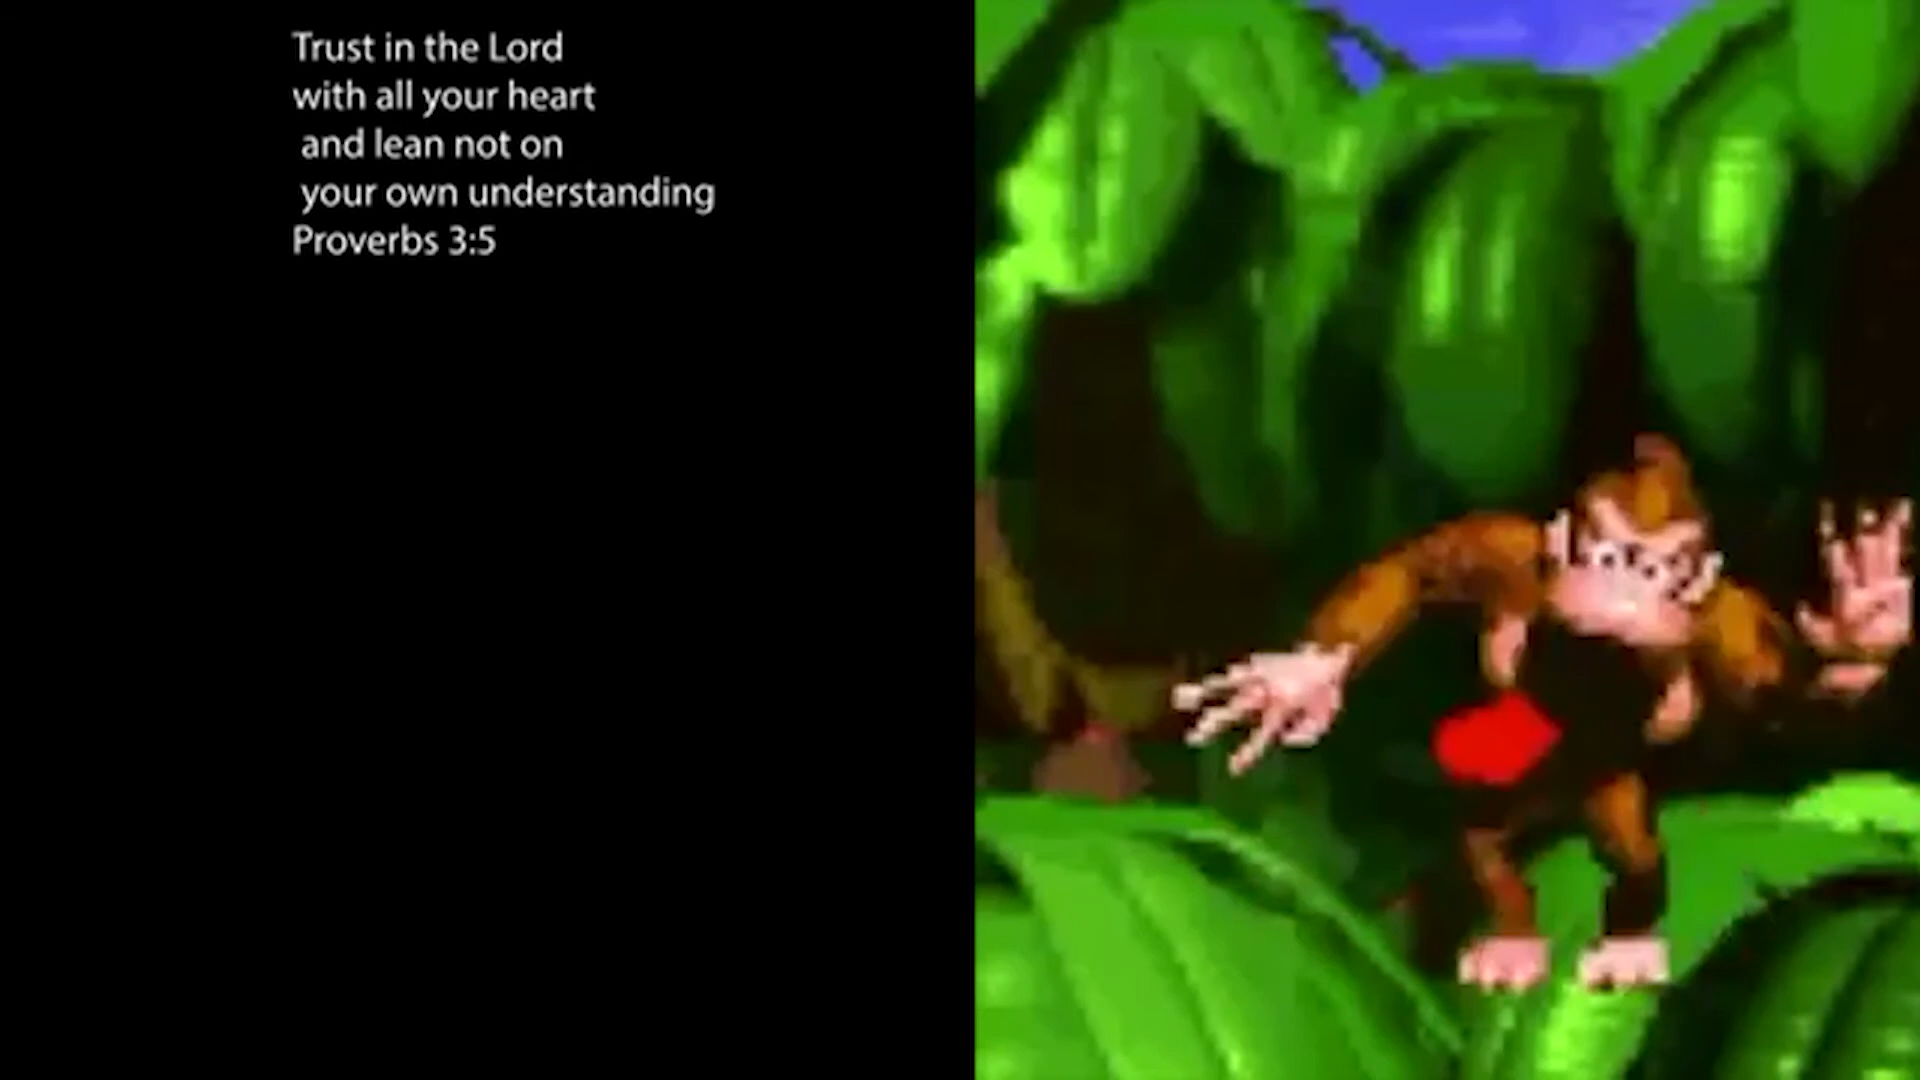 Trust in the Lord
with all your heart
and lean not on
your own understanding
Proverbs 3:5